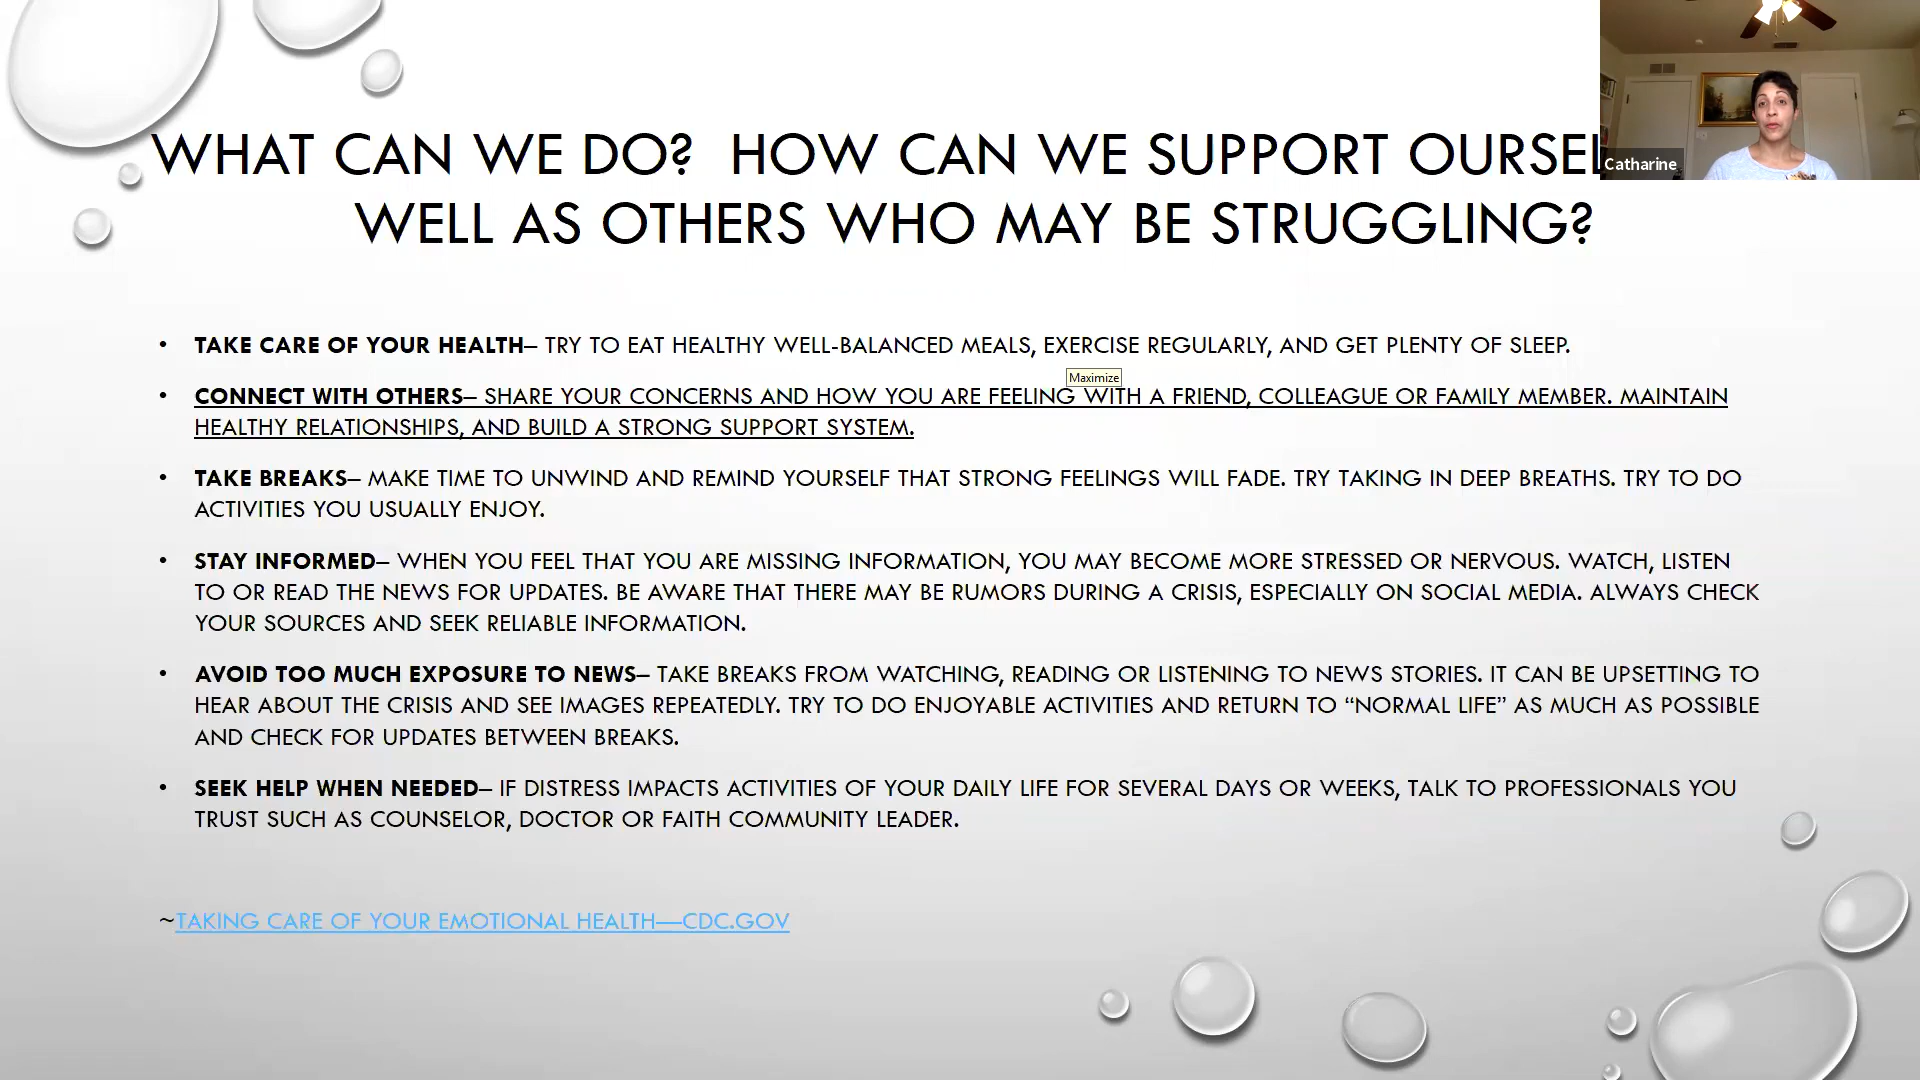 WHAT CAN WE DO? HOW CAN WE SUPPORT
WELL AS OTHERS WHO MAY BE STRUGGLING?
Catharine
• TAKE CARE OF YOUR HEALTH– TRY TO EAT HEALTHY WELL-BALANCED MEALS, EXERCISE REGULARLY, AND GET PLENTY OF SLEEP.
Maximize
• CONNECT WITH OTHERS– SHARE YOUR CONCERNS AND HOW YOU ARE FEELING WITH A FRIEND, COLLEAGUE OR FAMILY MEMBER. MAINTAIN
HEALTHY RELATIONSHIPS, AND BUILD A STRONG SUPPORT SYSTEM.
• TAKE BREAKS– MAKE TIME TO UNWIND AND REMIND YOURSELF THAT STRONG FEELINGS WILL FADE. TRY TAKING IN DEEP BREATHS. TRY TO DO
ACTIVITIES YOU USUALLY ENJOY.
• STAY INFORMED– WHEN YOU FEEL THAT YOU ARE MISSING INFORMATION, YOU MAY BECOME MORE STRESSED OR NERVOUS. WATCH, LISTEN
TO OR READ THE NEWS FOR UPDATES. BE AWARE THAT THERE MAY BE RUMORS DURING A CRISIS, ESPECIALLY ON SOCIAL MEDIA. ALWAYS CHECK
YOUR SOURCES AND SEEK RELIABLE INFORMATION.
• AVOID TOO MUCH EXPOSURE TO NEWS– TAKE BREAKS FROM WATCHING, READING OR LISTENING TO NEWS STORIES. IT CAN BE UPSETTING TO
HEAR ABOUT THE CRISIS AND SEE IMAGES REPEATEDLY. TRY TO DO ENJOYABLE ACTIVITIES AND RETURN TO “NORMAL LIFE” AS MUCH AS POSSIBLE
AND CHECK FOR UPDATES BETWEEN BREAKS.
• SEEK HELP WHEN NEEDED– IF DISTRESS IMPACTS ACTIVITIES OF YOUR DAILY LIFE FOR SEVERAL DAYS OR WEEKS, TALK TO PROFESSIONALS YOU
TRUST SUCH AS COUNSELOR, DOCTOR OR FAITH COMMUNITY LEADER.
~TAKING CARE OF YOUR EMOTIONAL HEALTH—CDC.GOV